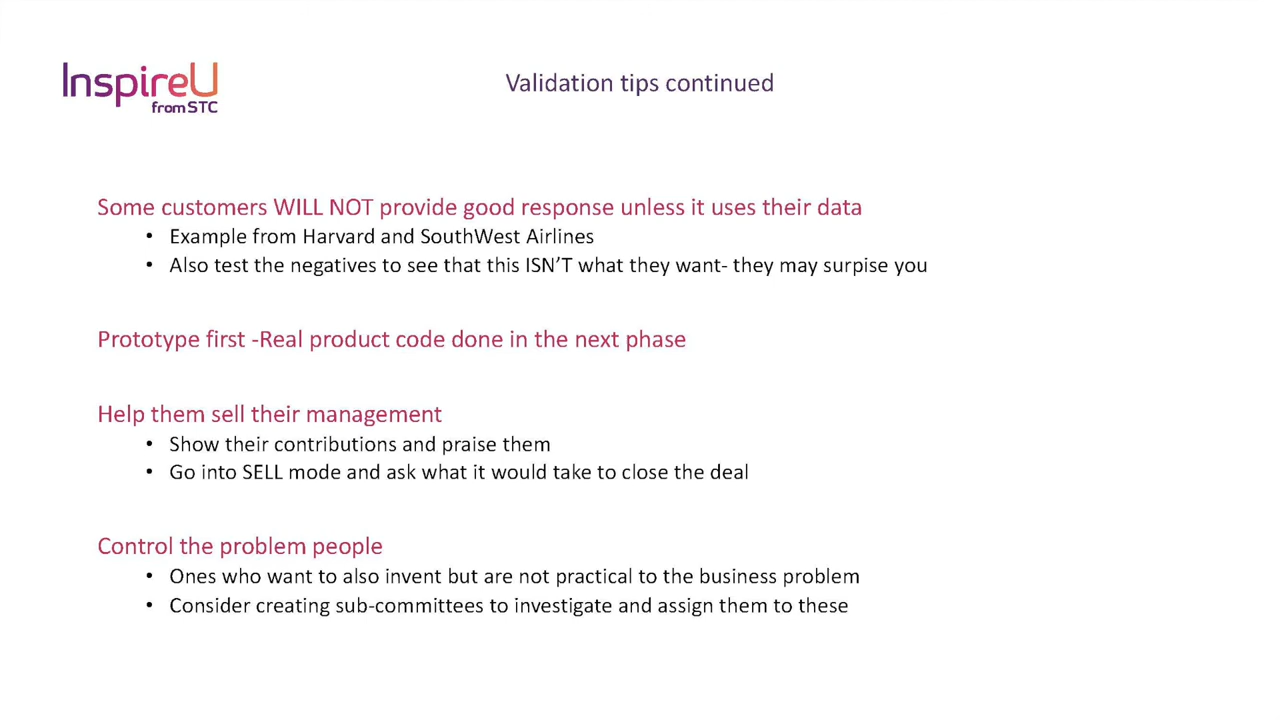 InspireU
from STC
Validation tips continued
Some customers WILL NOT provide good response unless it uses their data
• Example from Harvard and SouthWest Airlines
• Also test the negatives to see that this ISN’T what they want- they may surpise you
Prototype first -Real product code done in the next phase
Help them sell their management
• Show their contributions and praise them
• Go into SELL mode and ask what it would take to close the deal
Control the problem people
• Ones who want to also invent but are not practical to the business problem
• Consider creating sub-committees to investigate and assign them to these